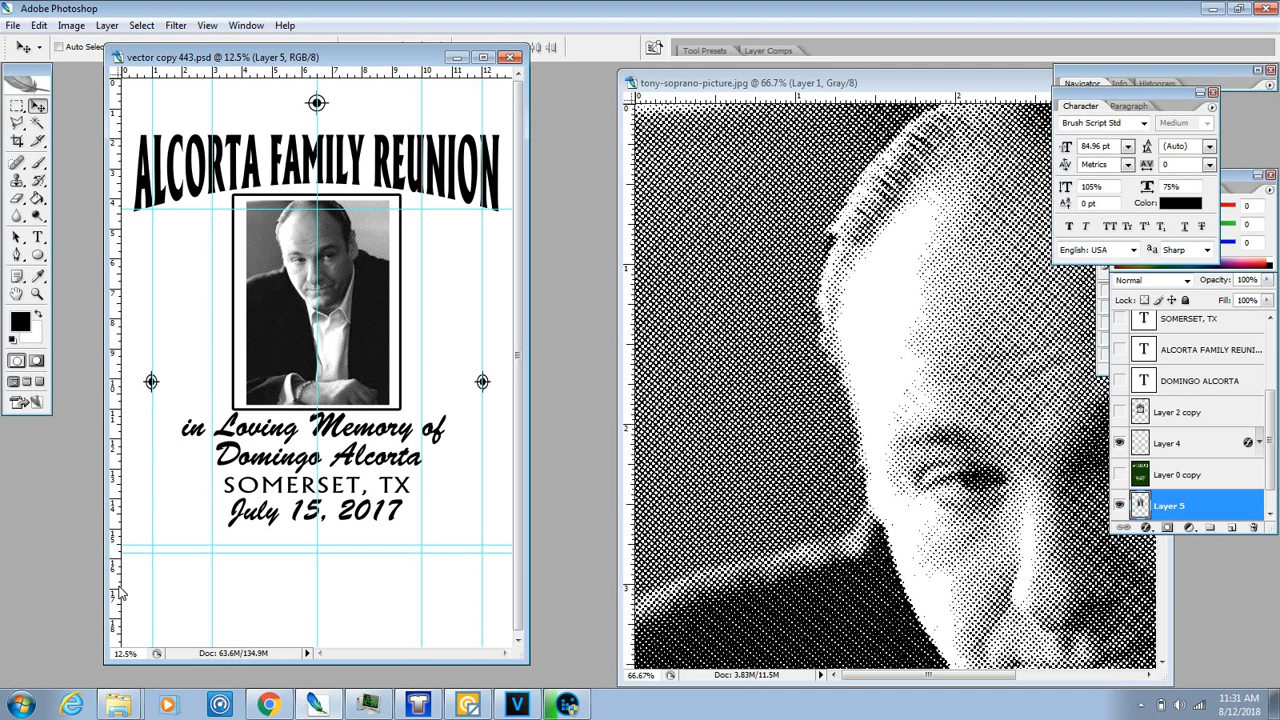 Adobe Photoshop
File Edit Image Layer Select Filter View Window Help
Auto Sele
Tool Presets Layer Comps
vector copy 443.psd @ 12.5% (Layer 5, RGB/8)
ALCORTA FAMILY REUNION
in Loving Memory of
Domingo Alcorta
SOMERSET, TX
July 15, 2017
12.5% Doc: 63.6M/134.9M
tony-soprano-picture.jpg @ 66.7% (Layer 1, Gray/8)
66.67% Doc: 3.83M/11.5M
Navigator Info Histogram
Character Paragraph
Brush Script Std Medium
84.96 pt (Auto)
Metrics 0
105% 75%
0 pt Color:
English: USA Sharp
0
0
0
Normal Opacity: 100%
Lock: Fill: 100%
SOMERSET, TX
ALCORTA FAMILY REUNI...
DOMINGO ALCORTA
Layer 2 copy
Layer 4
Layer 0 copy
Layer 5
11:31 AM
8/12/2018